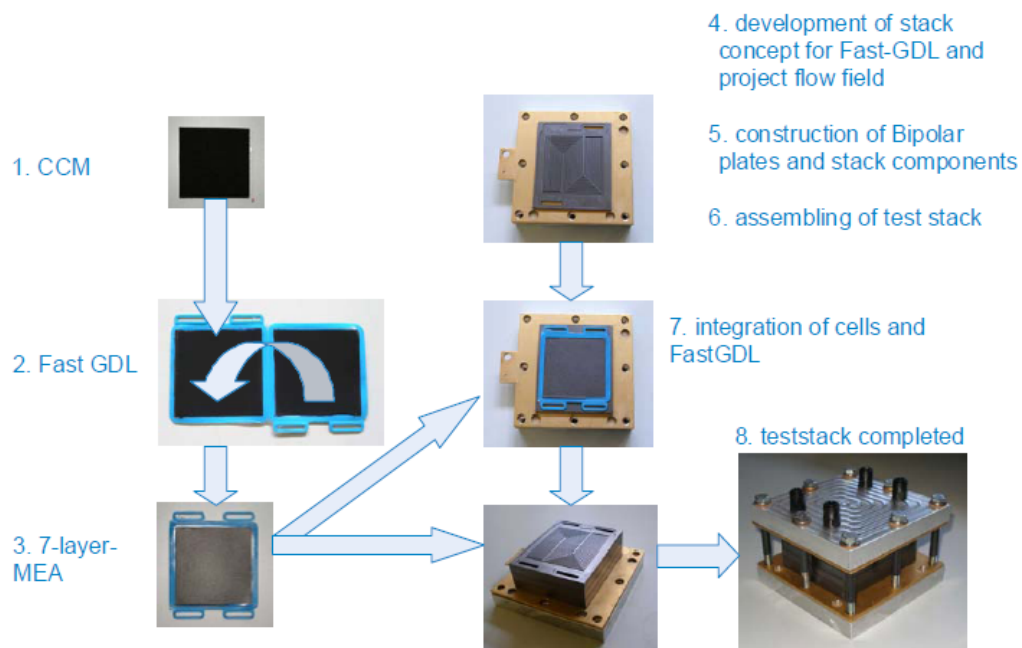 1. CCM
2. Fast GDL
3. 7-layer-
MEA
4. development of stack
concept for Fast-GDL and
project flow field
5. construction of Bipolar
plates and stack components
6. assembling of test stack
7. integration of cells and
FastGDL
8. teststack completed